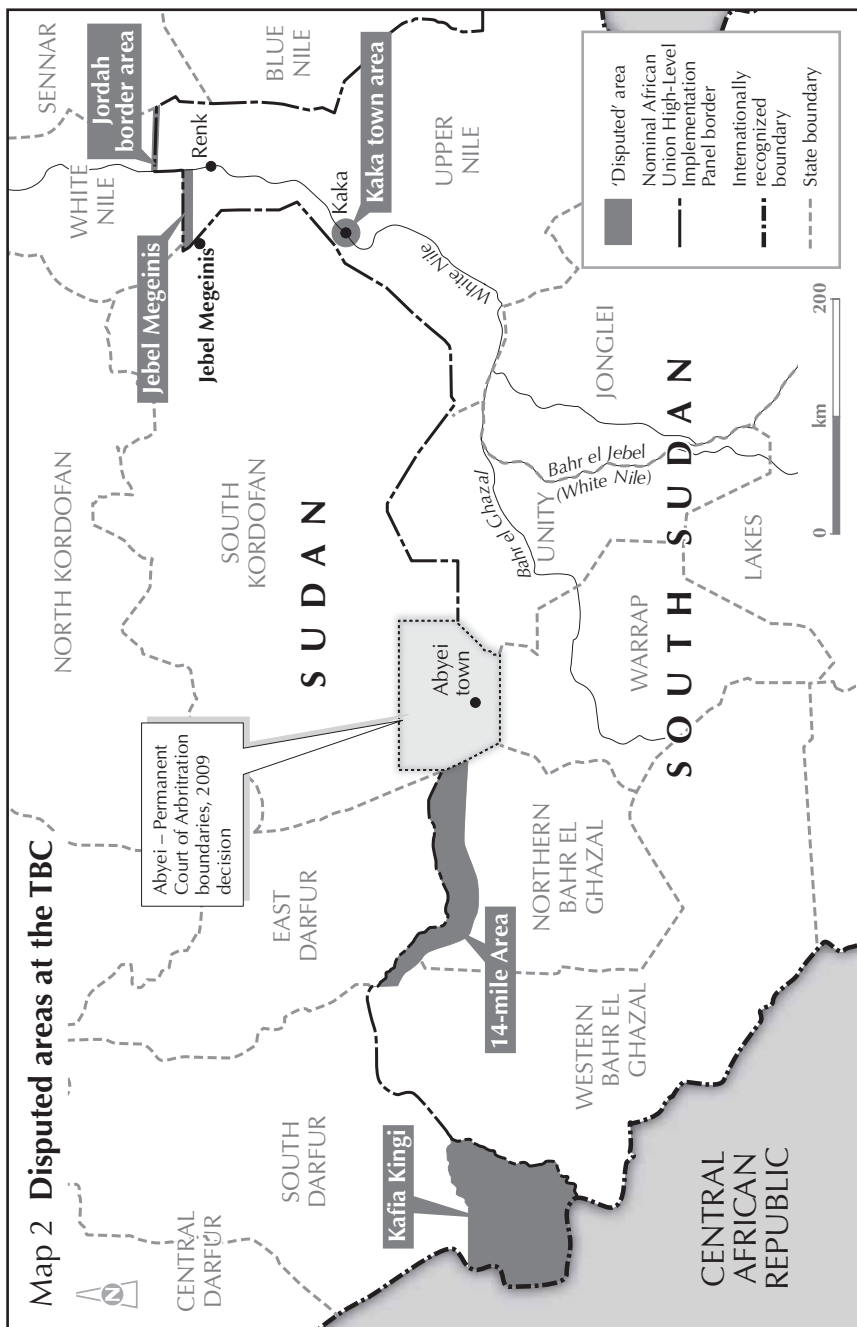 Map 2 Disputed areas at the TBC
N
CENTRAL
DARFUR
SOUTH
DARFUR
EAST
DARFUR
Abyei – Permanent
Court of Arbritration
boundaries, 2009
decision
NORTH KORDOFAN
SOUTH
KORDOFAN
SUDAN
WHITE
NILE
SENNAR
BLUE
NILE
Jordah
border area
Renk
Jebel Megeinis
Jebel Megeinis
Kaka
Kaka town area
UPPER
NILE
White Nile
Abyei
town
Kafia Kingi
14-mile Area
WESTERN
BAHR EL
GHAZAL
NORTHERN
BAHR EL
GHAZAL
WARRAP
UNITY
Bahr el Ghazal
Bahr el Jebel
(White Nile)
JONGLEI
LAKES
SOUTH SUDAN
CENTRAL
AFRICAN
REPUBLIC
0 km 200
'Disputed' area
Nominal African
Union High-Level
Implementation
Panel border
Internationally
recognized
boundary
State boundary